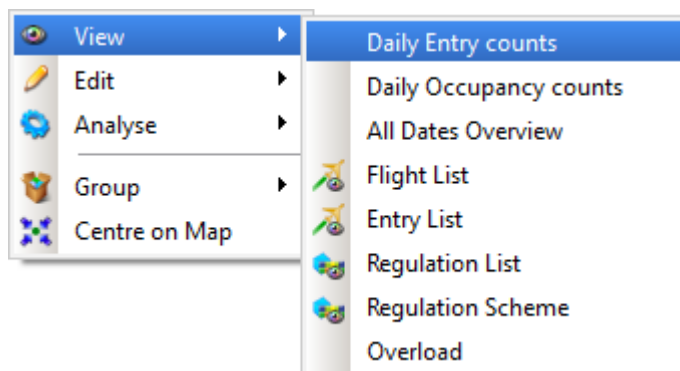 View
Edit
Analyse
Group
Centre on Map
Daily Entry counts
Daily Occupancy counts
All Dates Overview
Flight List
Entry List
Regulation List
Regulation Scheme
Overload